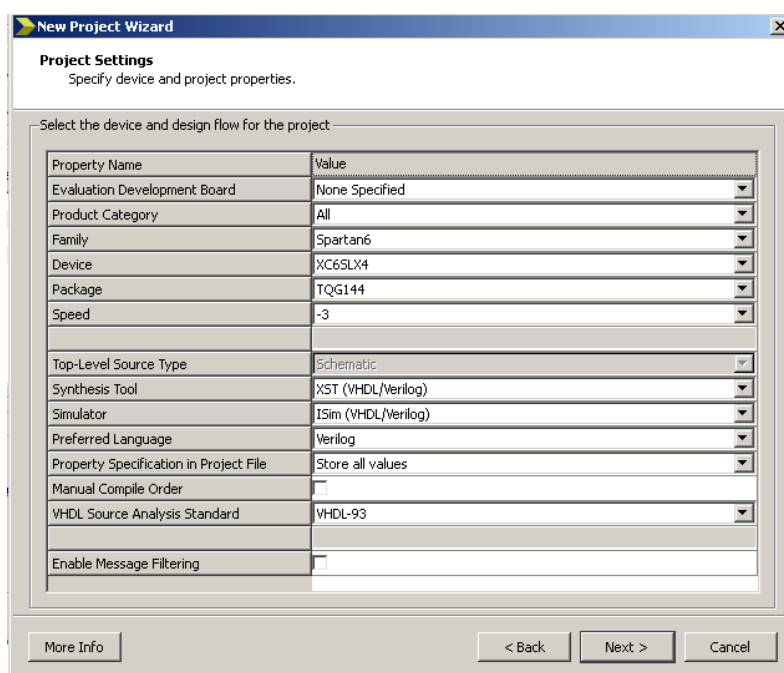 New Project Wizard
Project Settings
Specify device and project properties.
Select the device and design flow for the project
Property Name Value
Evaluation Development Board None Specified
Product Category All
Family Spartan6
Device XC6SLX4
Package TQG144
Speed -3
Top-Level Source Type Schematic
Synthesis Tool XST (VHDL/Verilog)
Simulator ISim (VHDL/Verilog)
Preferred Language Verilog
Property Specification in Project File Store all values
Manual Compile Order
VHDL Source Analysis Standard VHDL-93
Enable Message Filtering
More Info < Back Next > Cancel